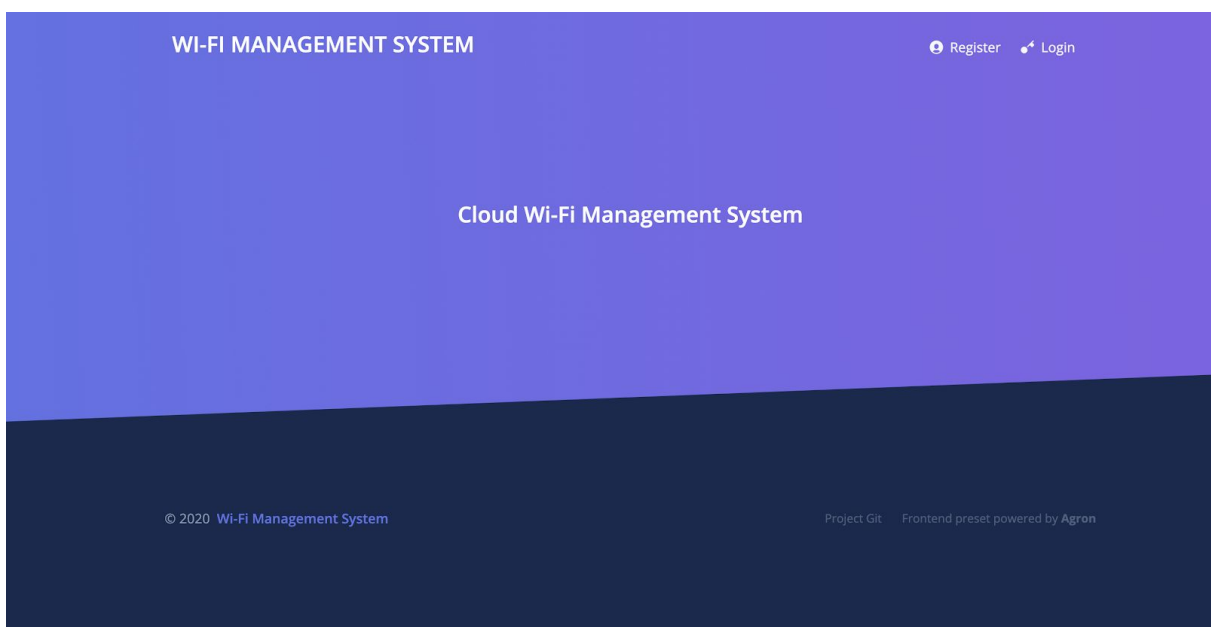 WI-FI MANAGEMENT SYSTEM
Register
Login
Cloud Wi-Fi Management System
© 2020 Wi-Fi Management System
Project Git
Frontend preset powered by Agron